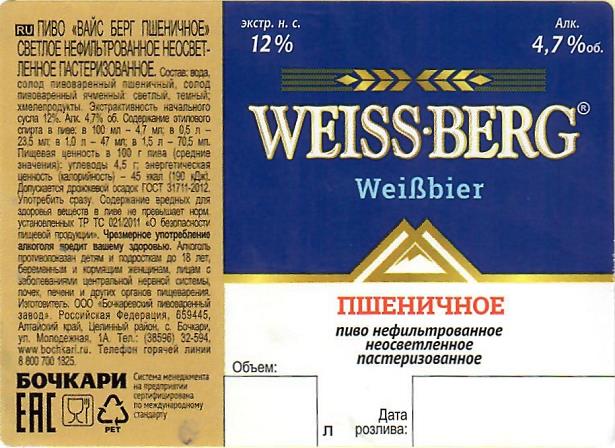 RU ПИВО «ВАЙС БЕРГ ПШЕНИЧНОЕ»
СВЕТЛОЕ НЕФИЛЬТРОВАННОЕ НЕОСВЕТ-
ЛЕННОЕ ПАСТЕРИЗОВАННОЕ. Состав: вода,
солод пивоваренный пшеничный, солод
пивоваренный ячменный: светлый, темный;
хмелепродукты. Экстрактивность начального
сусла 12%. Алк. 4,7% об. Содержание этилового
спирта в пиве: в 100 мл – 4,7 мл; в 0,5 л –
23,5 мл; в 1,0 л – 47 мл; в 1,5 л – 70,5 мл.
Пищевая ценность в 100 г пива (средние
значения): углеводы 4,5 г; энергетическая
ценность (калорийность) – 45 ккал (190 кДж).
Допускается дрожжевой осадок. ГОСТ 31711-2012.
Употребить сразу. Содержание вредных для
здоровья веществ в пиве не превышает норм,
установленных ТР ТС 021/2011 «О безопасности
пищевой продукции». Чрезмерное употребление
алкоголя вредит вашему здоровью. Алкоголь
противопоказан детям и подросткам до 18 лет,
беременным и кормящим женщинам, лицам с
заболеваниями центральной нервной системы,
почек, печени и других органов пищеварения.
Изготовитель: ООО «Бочкаревский пивоваренный
завод». Российская Федерация, 659445,
Алтайский край, Целинный район, с. Бочкари,
ул. Молодежная, 1А. Тел.: (38596) 32-594,
www.bochkari.ru. Телефон горячей линии
8 800 700 1825.
БОЧКАРИ
EAC
PET
Система менеджмента
на предприятии
сертифицирована
по международному
стандарту
экстр. н. с.
12%
Алк.
4,7%об.
WEISS·BERG®
Weißbier
ПШЕНИЧНОЕ
пиво нефильтрованное
неосветлённое
пастеризованное
Объем:
л
Дата
розлива: